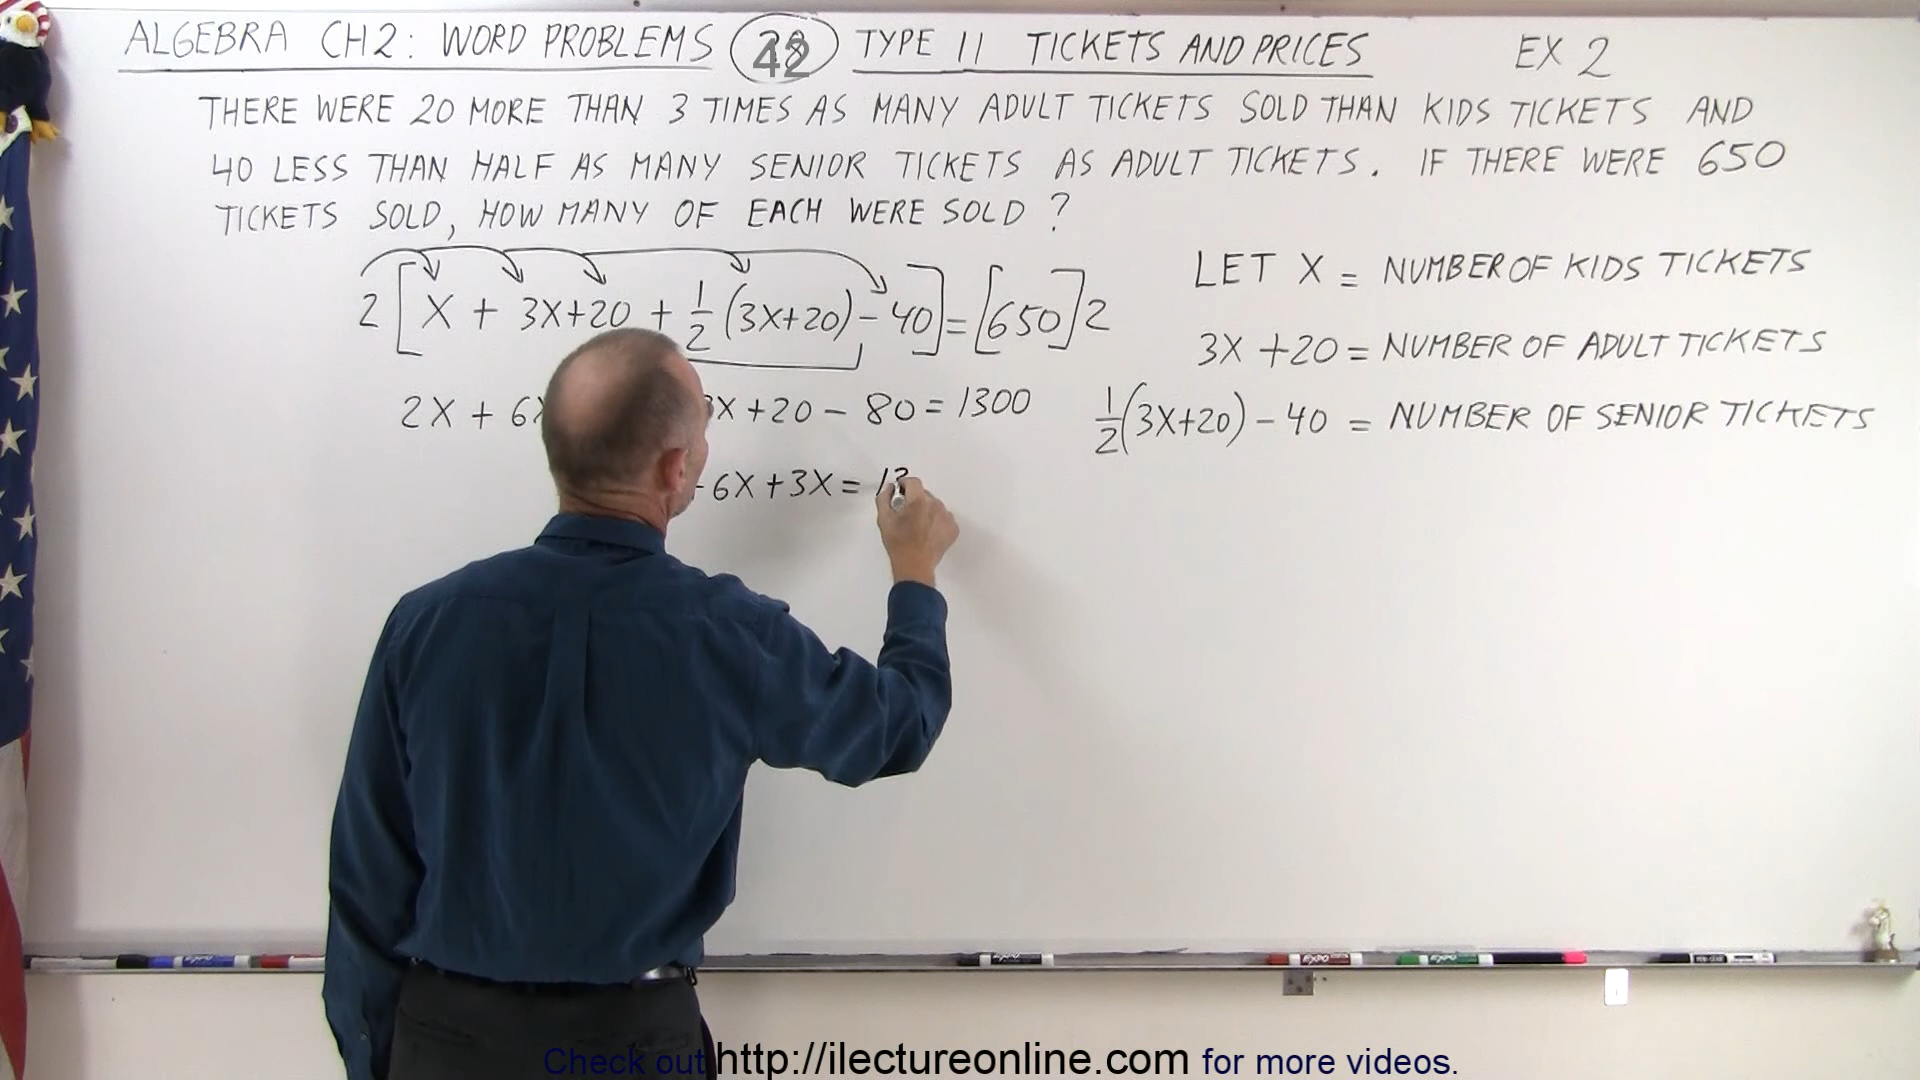 ALGEBRA CH2: WORD PROBLEMS 42 TYPE 11 TICKETS AND PRICES EX 2
THERE WERE 20 MORE THAN 3 TIMES AS MANY ADULT TICKETS SOLD THAN KIDS TICKETS AND
40 LESS THAN HALF AS MANY SENIOR TICKETS AS ADULT TICKETS. IF THERE WERE 650
TICKETS SOLD, HOW MANY OF EACH WERE SOLD?
2[X + 3X+20 + 1/2(3X+20) - 40] = [650]2
2X + 6X 3X + 20 - 80 = 1300
6X + 3X = 13
LET X = NUMBER OF KIDS TICKETS
3X + 20 = NUMBER OF ADULT TICKETS
1/2(3X+20) - 40 = NUMBER OF SENIOR TICKETS
Check out http://ilectureonline.com for more videos.